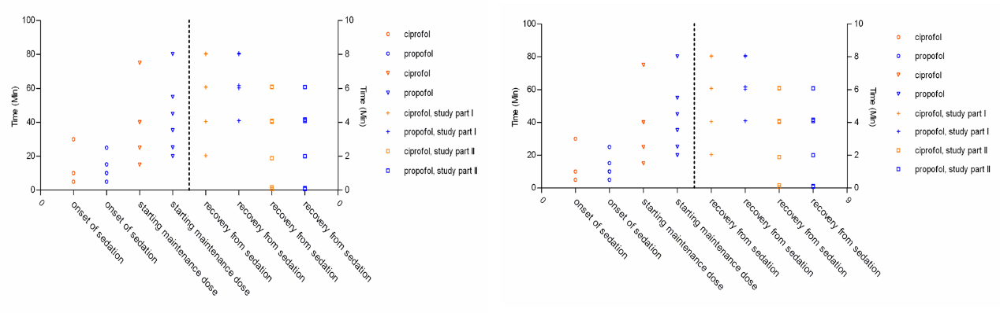 100
80
60
40
20
0
Time (Min)
10
8
6
4
2
0
Time (Min)
0
onset of sedation
onset of sedation
starting maintenance dose
starting maintenance dose
recovery from sedation
recovery from sedation
recovery from sedation
recovery from sedation
0
ciprofol
propofol
ciprofol
propofol
ciprofol, study part I
propofol, study part I
ciprofol, study part II
propofol, study part II
100
80
60
40
20
0
Time (Min)
10
8
6
4
2
0
Time (Min)
0
onset of sedation
onset of sedation
starting maintenance dose
starting maintenance dose
recovery from sedation
recovery from sedation
recovery from sedation
recovery from sedation
9
ciprofol
propofol
ciprofol
propofol
ciprofol, study part I
propofol, study part I
ciprofol, study part II
propofol, study part II